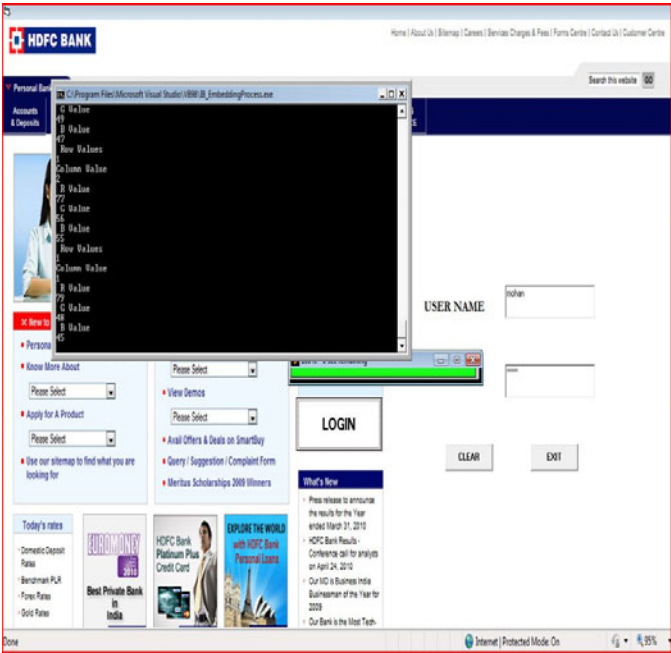 HDFC BANK
Home | About Us | Sitemap | Careers | Services Charges & Fees | Forms Centre | Contact Us | Customer Centre
Search this website GO
Personal Bank
Accounts
& Deposits
C:\Program Files\Microsoft Visual Studio\VB98\JB_EmbeddingProcess.exe
G Value
49
B Value
47
Row Values
1
Column Value
2
R Value
77
G Value
56
B Value
55
Row Values
1
Column Value
1
R Value
79
G Value
48
B Value
45
USER NAME
mohan
New to
Persona
Know More About
Please Select
Apply for A Product
Please Select
Use our sitemap to find what you are
looking for
Please Select
View Demos
Please Select
Avail Offers & Deals on SmartBuy
Query / Suggestion / Complaint Form
Meritus Scholarships 2009 Winners
remaining
LOGIN
CLEAR
EXIT
What's New
Press release to announce
the results for the Year
ended March 31, 2010
HDFC Bank Results -
Conference call for analysts
on April 24, 2010
Our MD is Business India
Businessman of the Year for
2009
Our Bank is the Most Tech-
Today's rates
Domestic Deposit
Rates
Benchmark PLR
Forex Rates
Gold Rates
EUROMONEY
2010
Best Private Bank
in
India
HDFC Bank
Platinum Plus
Credit Card
EXPLORE THE WORLD
with HDFC Bank
Personal Loans
Done
Internet | Protected Mode: On
95%